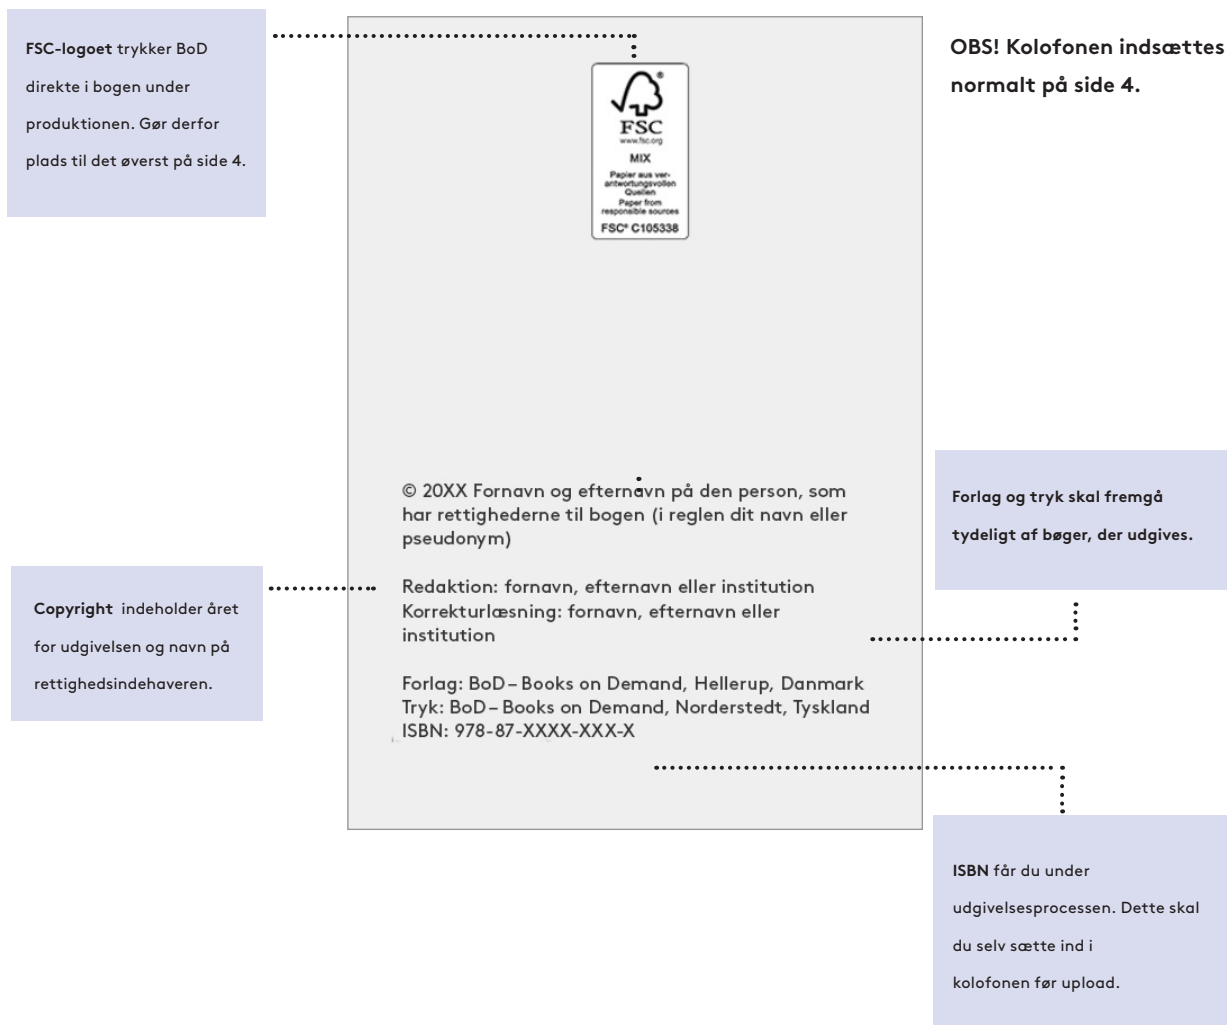 FSC-logoet trykker BoD
direkte i bogen under
produktionen. Gør derfor
plads til det øverst på side 4.
OBS! Kolofonen indsættes
normalt på side 4.
®
FSC
www.fsc.org
MIX
Papier aus ver-
antwortungsvollen
Quellen
Paper from
responsible sources
FSC® C105338
© 20XX Fornavn og efternavn på den person, som
har rettighederne til bogen (i reglen dit navn eller
pseudonym)
Redaktion: fornavn, efternavn eller institution
Korrekturlæsning: fornavn, efternavn eller
institution
Forlag: BoD – Books on Demand, Hellerup, Danmark
Tryk: BoD – Books on Demand, Norderstedt, Tyskland
ISBN: 978-87-XXXX-XXX-X
Forlag og tryk skal fremgå
tydeligt af bøger, der udgives.
Copyright indeholder året
for udgivelsen og navn på
rettighedsindehaveren.
ISBN får du under
udgivelsesprocessen. Dette skal
du selv sætte ind i
kolofonen før upload.